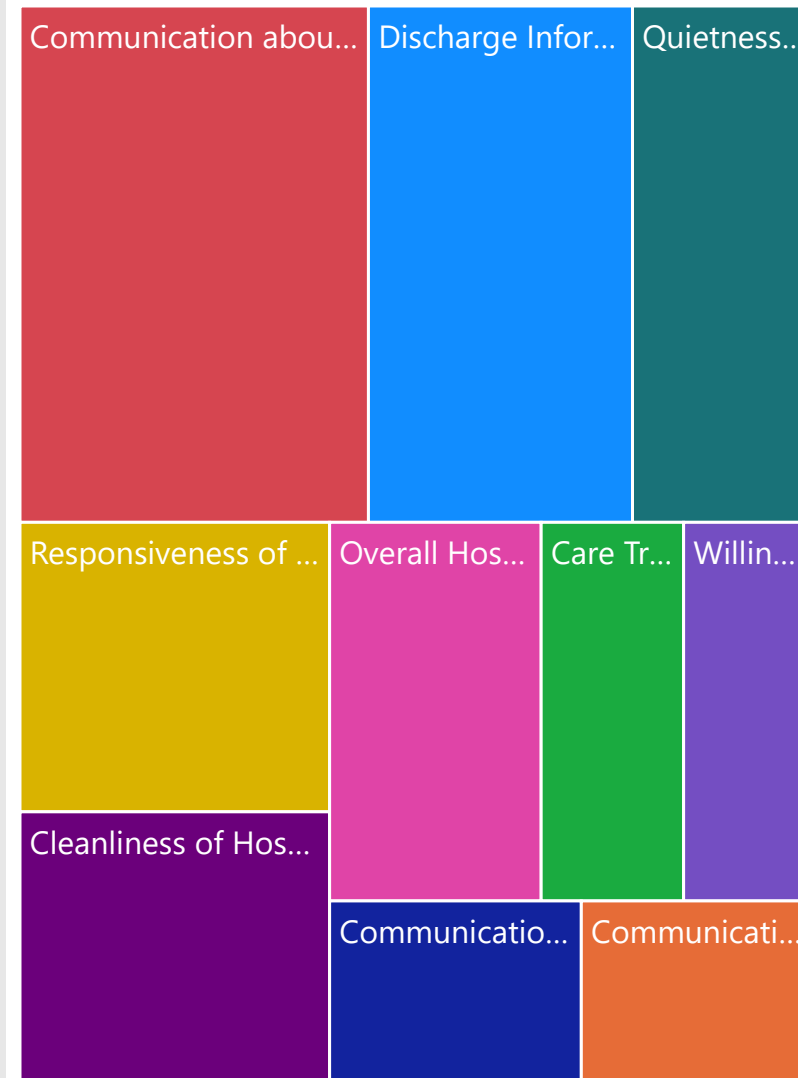 Communication abou...
Discharge Infor...
Quietness...
Responsiveness of ...
Overall Hos...
Care Tr...
Willin...
Cleanliness of Hos...
Communicatio...
Communicati...